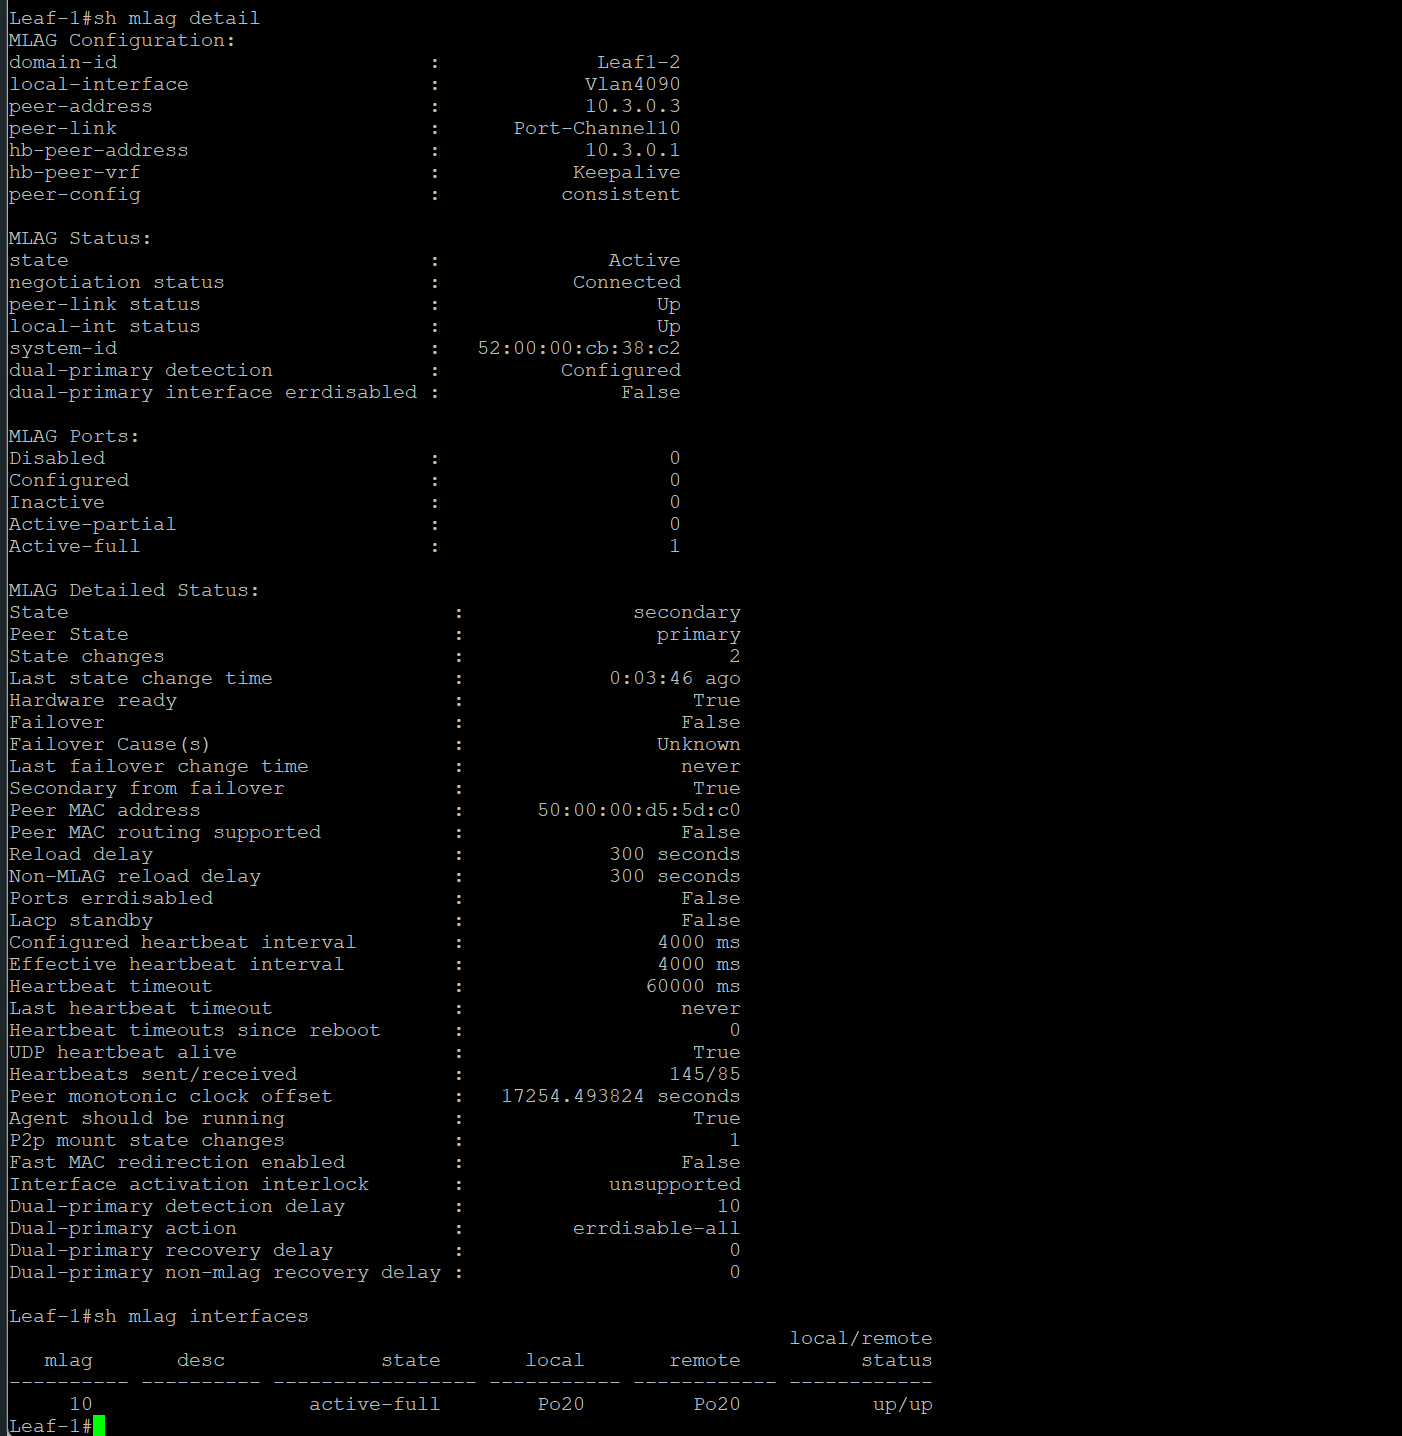 Leaf-1#sh mlag detail
MLAG Configuration:
domain-id                          :             Leaf1-2
local-interface                    :            Vlan4090
peer-address                       :            10.3.0.3
peer-link                          :      Port-Channel10
hb-peer-address                    :            10.3.0.1
hb-peer-vrf                        :           Keepalive
peer-config                        :          consistent

MLAG Status:
state                              :              Active
negotiation status                 :           Connected
peer-link status                   :                  Up
local-int status                   :                  Up
system-id                          :   52:00:00:cb:38:c2
dual-primary detection             :          Configured
dual-primary interface errdisabled :               False

MLAG Ports:
Disabled                           :                   0
Configured                         :                   0
Inactive                           :                   0
Active-partial                     :                   0
Active-full                        :                   1

MLAG Detailed Status:
State                                :              secondary
Peer State                           :                primary
State changes                        :                      2
Last state change time               :            0:03:46 ago
Hardware ready                       :                   True
Failover                             :                  False
Failover Cause(s)                    :                Unknown
Last failover change time            :                  never
Secondary from failover              :                   True
Peer MAC address                     :      50:00:00:d5:5d:c0
Peer MAC routing supported           :                  False
Reload delay                         :            300 seconds
Non-MLAG reload delay                :            300 seconds
Ports errdisabled                    :                  False
Lacp standby                         :                  False
Configured heartbeat interval        :                4000 ms
Effective heartbeat interval         :                4000 ms
Heartbeat timeout                    :               60000 ms
Last heartbeat timeout               :                  never
Heartbeat timeouts since reboot      :                      0
UDP heartbeat alive                  :                   True
Heartbeats sent/received             :                 145/85
Peer monotonic clock offset          :   17254.493824 seconds
Agent should be running              :                   True
P2p mount state changes              :                      1
Fast MAC redirection enabled         :                  False
Interface activation interlock       :            unsupported
Dual-primary detection delay         :                     10
Dual-primary action                  :         errdisable-all
Dual-primary recovery delay          :                      0
Dual-primary non-mlag recovery delay :                      0

Leaf-1#sh mlag interfaces
                                                                 local/remote
   mlag       desc             state       local       remote          status
---------- ---------- ----------------- ----------- ------------ ------------
     10                  active-full        Po20         Po20           up/up
Leaf-1#